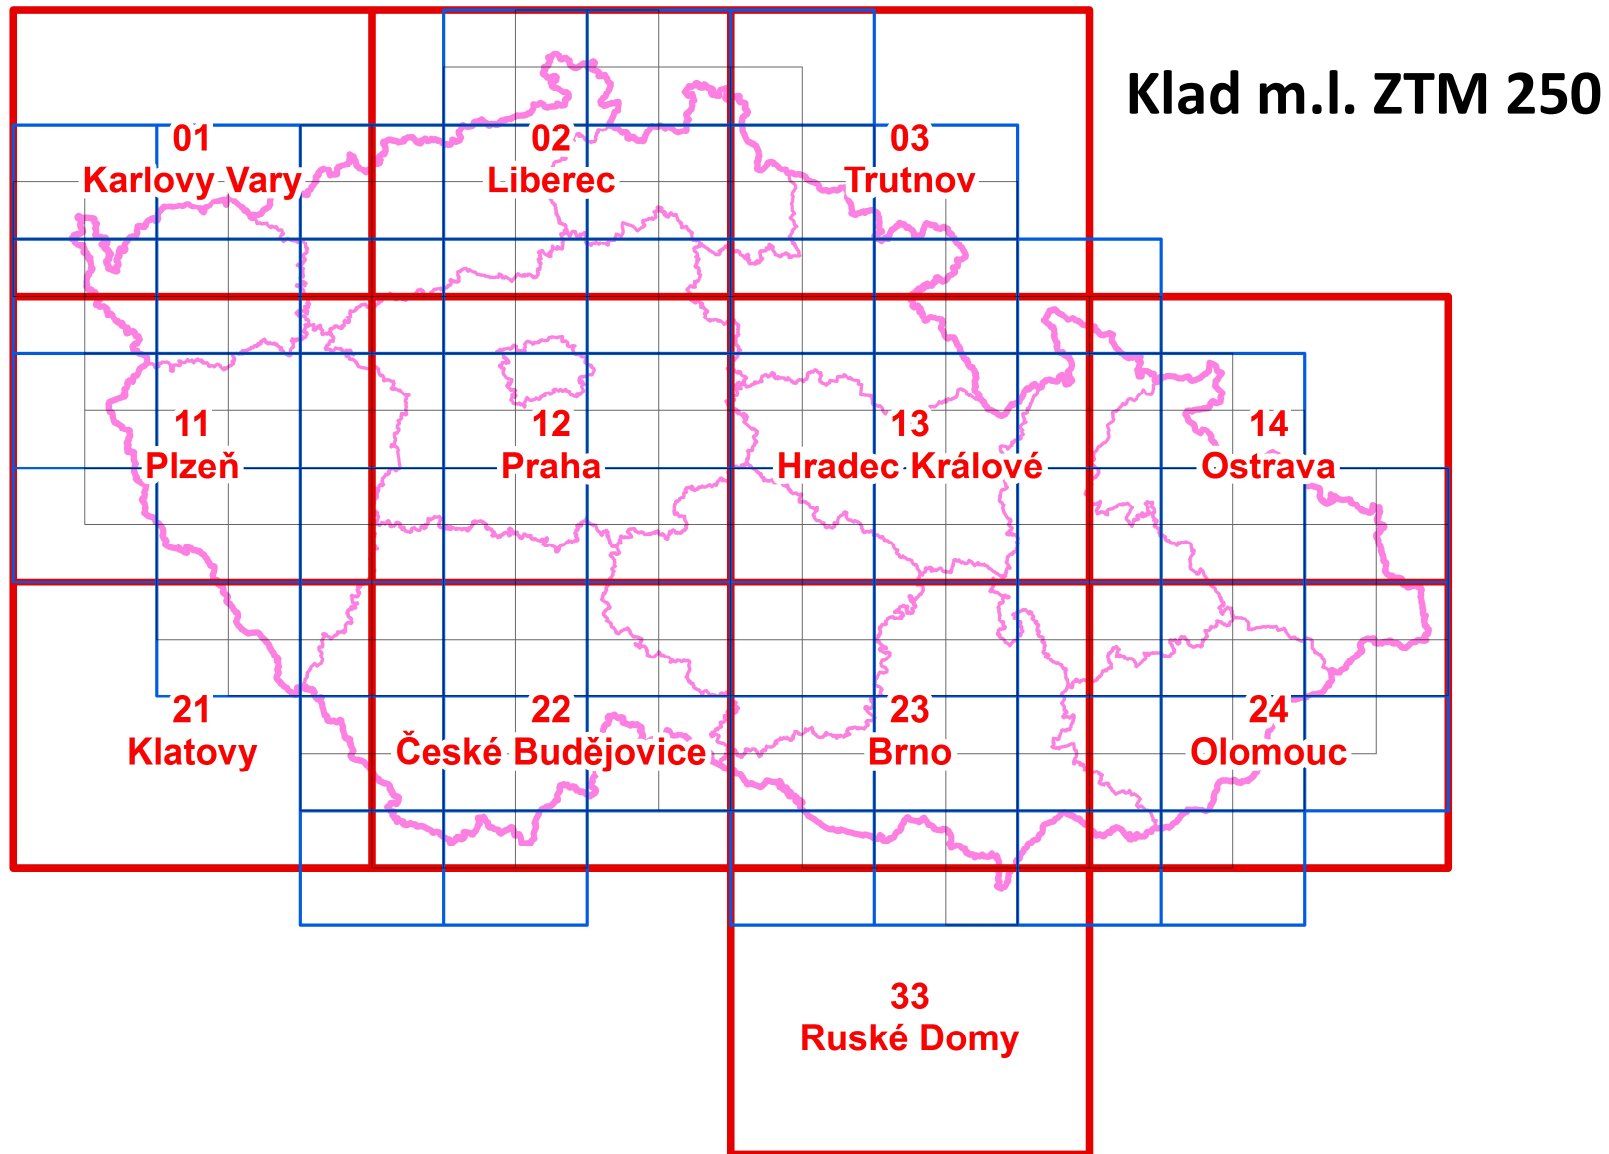 Klad m.l. ZTM 250
01
Karlovy Vary
02
Liberec
03
Trutnov
11
Plzeň
12
Praha
13
Hradec Králové
14
Ostrava
21
Klatovy
22
České Budějovice
23
Brno
24
Olomouc
33
Ruské Domy